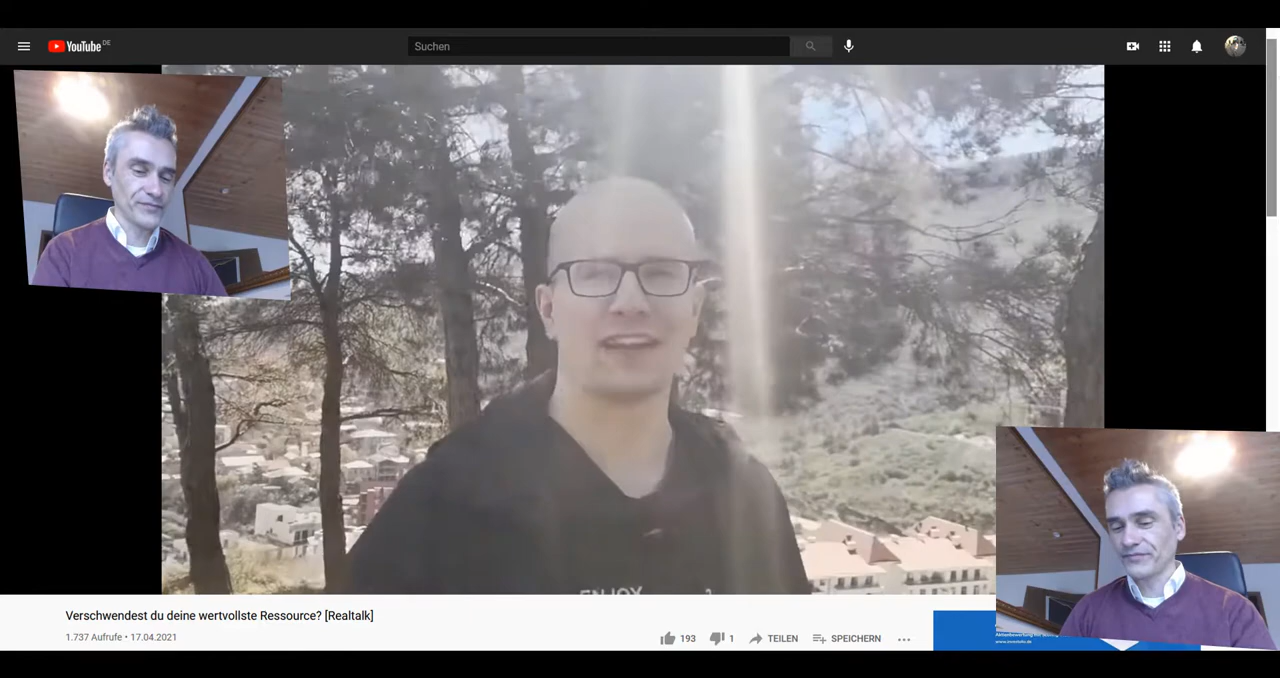 YouTube DE
Suchen
ENJOY
Verschwendest du deine wertvollste Ressource? [Realtalk]
1.737 Aufrufe • 17.04.2021
193
1
TEILEN
SPEICHERN